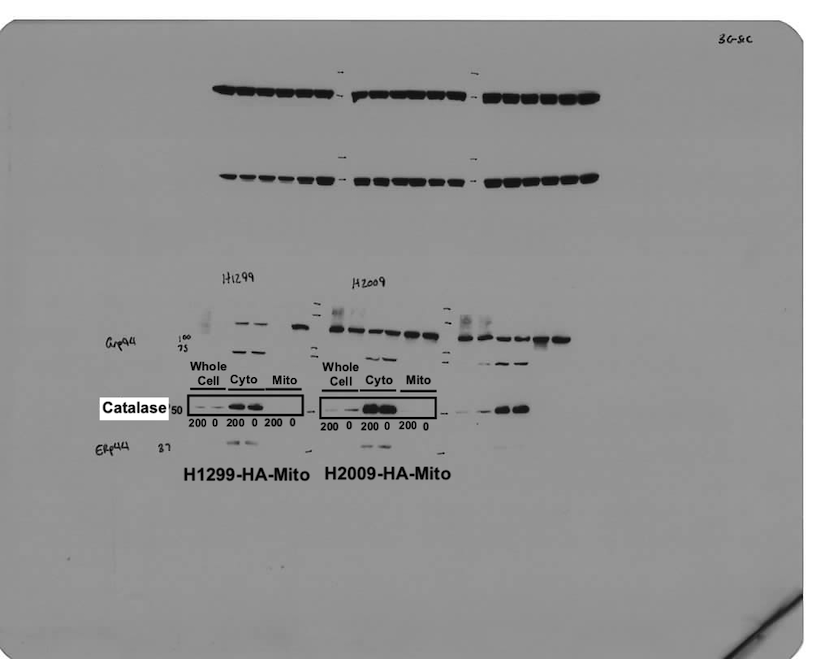 3G-sec
H1299 H2009
Grp94 100
75
Whole Cell Cyto Mito Whole Cell Cyto Mito
Catalase 50
200 0 200 0 200 0 200 0 200 0 200 0
ERp44 37
H1299-HA-Mito H2009-HA-Mito